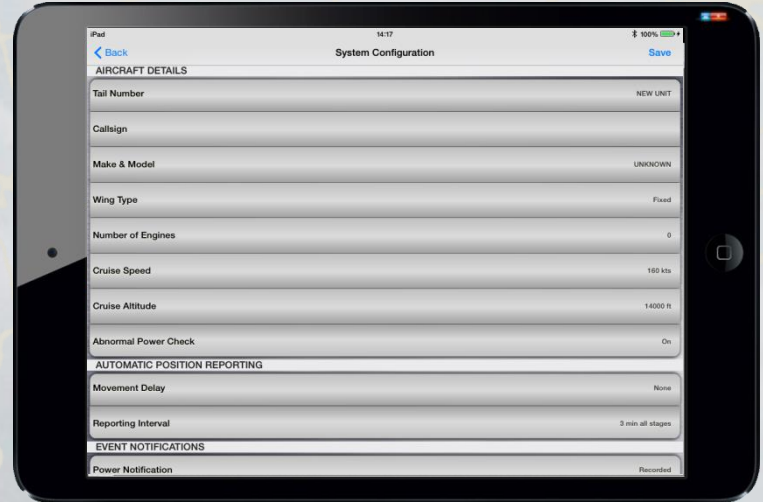 iPad 14:17 100%
Back System Configuration Save
AIRCRAFT DETAILS
Tail Number NEW UNIT
Callsign
Make & Model UNKNOWN
Wing Type Fixed
Number of Engines 0
Cruise Speed 160 kts
Cruise Altitude 14000 ft
Abnormal Power Check On
AUTOMATIC POSITION REPORTING
Movement Delay None
Reporting Interval 3 min all stages
EVENT NOTIFICATIONS
Power Notification Recorded